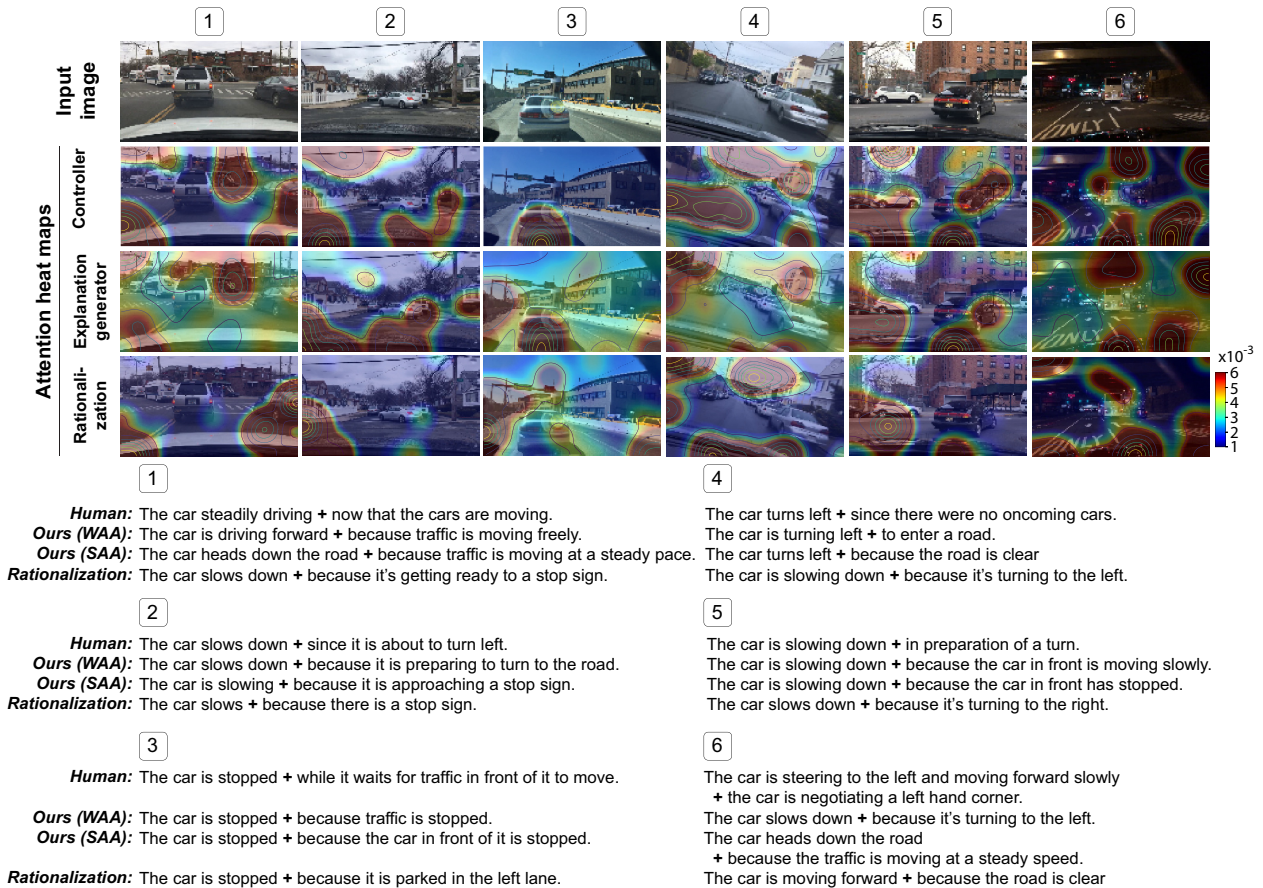 1 2 3 4 5 6
Input image
Attention heat maps
Controller
Explanation generator
Rationali-zation
ONLY
ONLY
ONLY
ONLY
x10-3
6
5
4
3
2
1
1
Human: The car steadily driving + now that the cars are moving.
Ours (WAA): The car is driving forward + because traffic is moving freely.
Ours (SAA): The car heads down the road + because traffic is moving at a steady pace.
Rationalization: The car slows down + because it's getting ready to a stop sign.
4
The car turns left + since there were no oncoming cars.
The car is turning left + to enter a road.
The car turns left + because the road is clear
The car is slowing down + because it's turning to the left.
2
Human: The car slows down + since it is about to turn left.
Ours (WAA): The car slows down + because it is preparing to turn to the road.
Ours (SAA): The car is slowing + because it is approaching a stop sign.
Rationalization: The car slows + because there is a stop sign.
5
The car is slowing down + in preparation of a turn.
The car is slowing down + because the car in front is moving slowly.
The car is slowing down + because the car in front has stopped.
The car slows down + because it's turning to the right.
3
Human: The car is stopped + while it waits for traffic in front of it to move.
Ours (WAA): The car is stopped + because traffic is stopped.
Ours (SAA): The car is stopped + because the car in front of it is stopped.
Rationalization: The car is stopped + because it is parked in the left lane.
6
The car is steering to the left and moving forward slowly
+ the car is negotiating a left hand corner.
The car slows down + because it's turning to the left.
The car heads down the road
+ because the traffic is moving at a steady speed.
The car is moving forward + because the road is clear